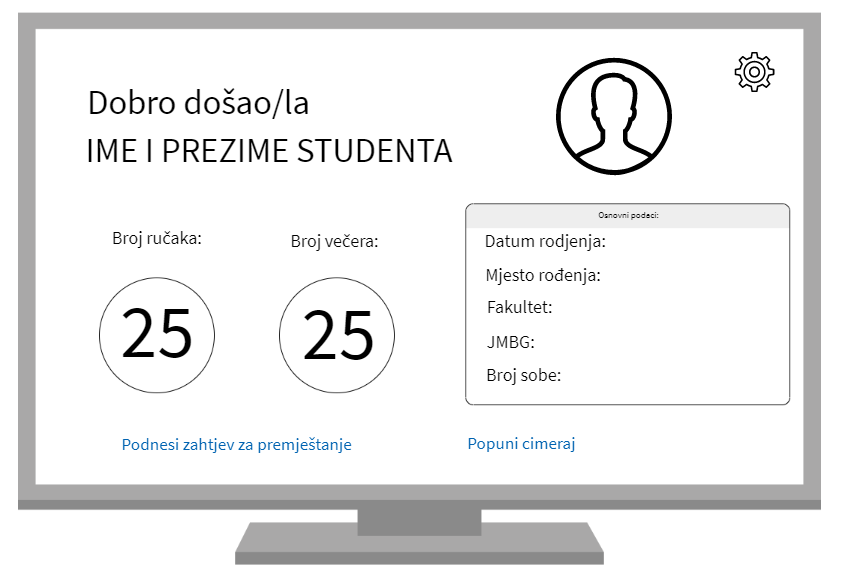 Dobro došao/la
IME I PREZIME STUDENTA
Broj ručaka:
Broj večera:
25
25
Osnovni podaci:
Datum rodjenja:
Mjesto rođenja:
Fakultet:
JMBG:
Broj sobe:
Podnesi zahtjev za premještanje
Popuni cimeraj